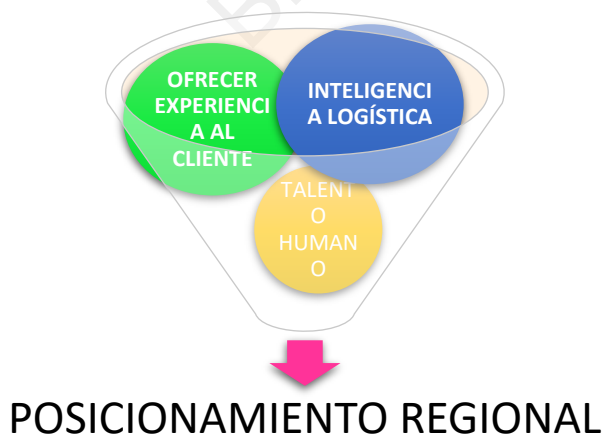 OFRECER
EXPERIENCI
A AL
CLIENTE
INTELIGENCI
A LOGÍSTICA
TALENT
O
HUMAN
O
POSICIONAMIENTO REGIONAL